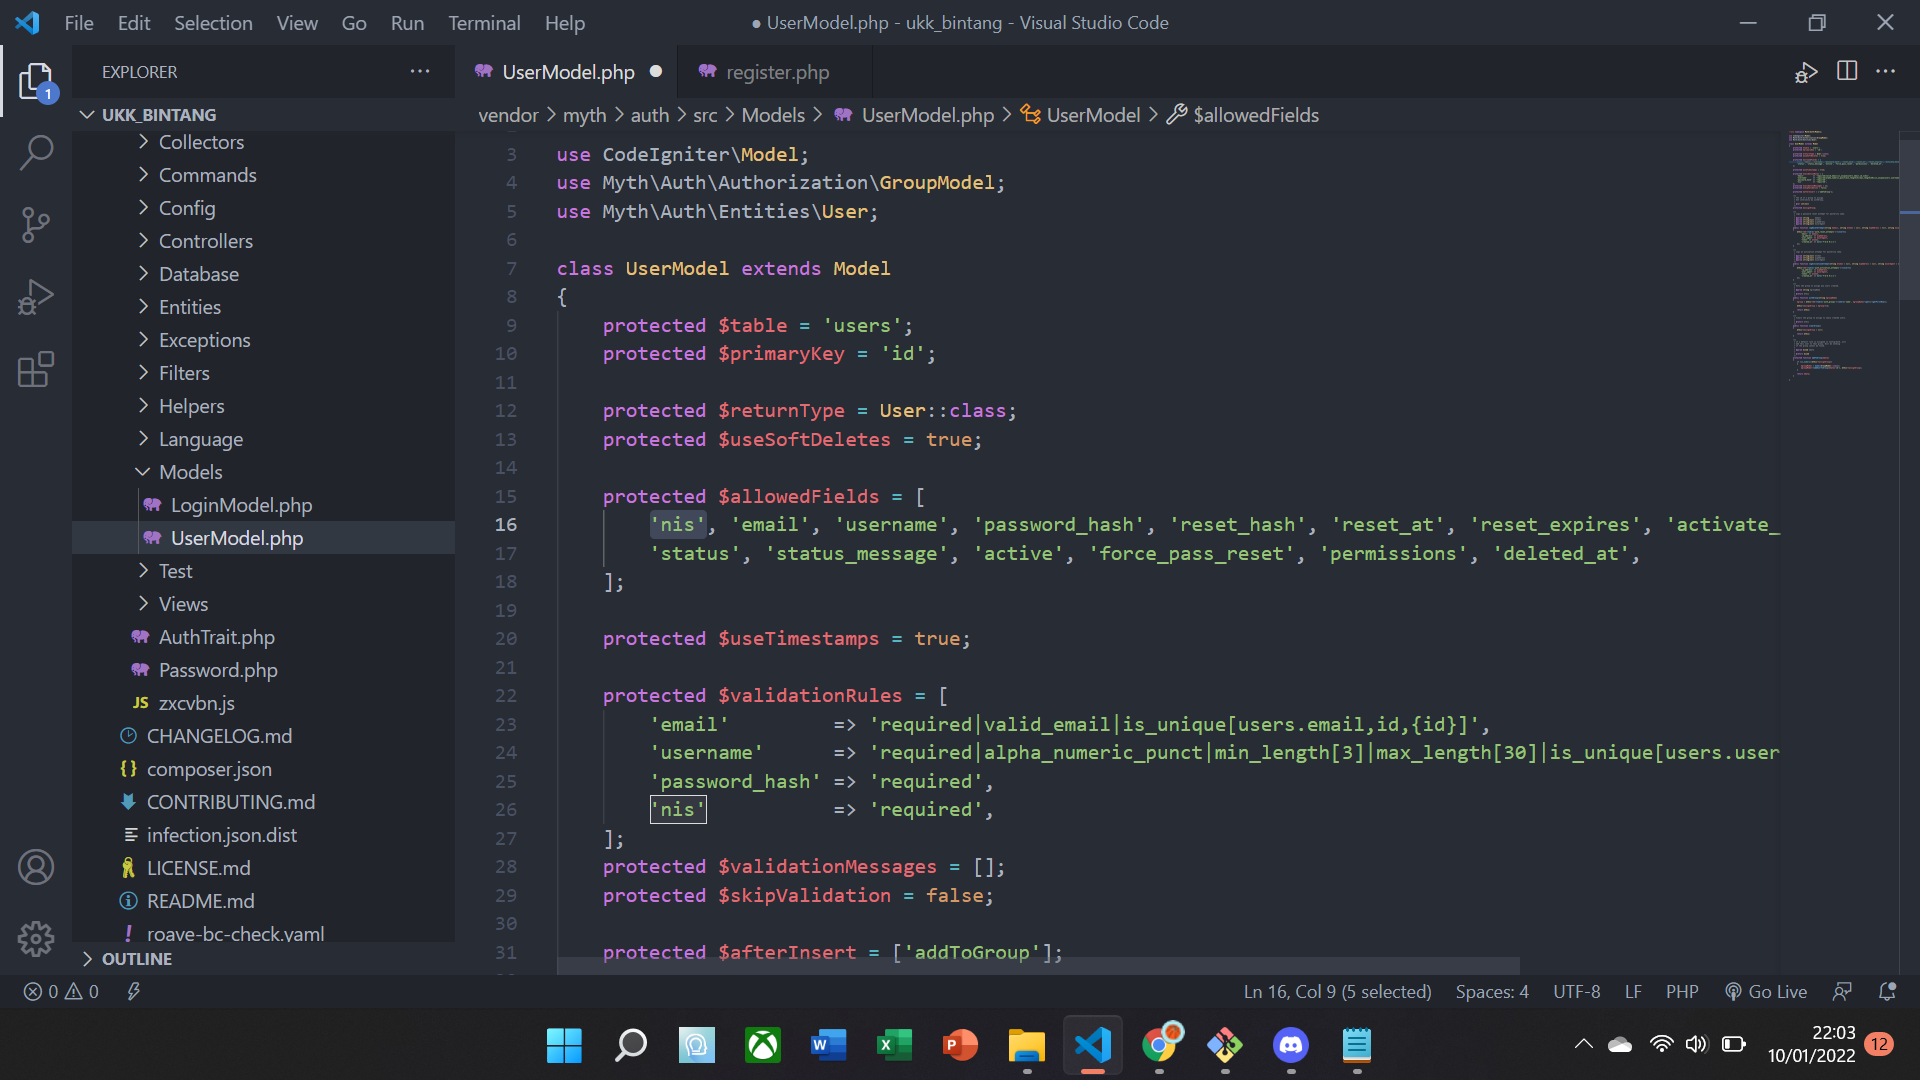 File Edit Selection View Go Run Terminal Help
● UserModel.php - ukk_bintang - Visual Studio Code
EXPLORER
1
UKK_BINTANG
Collectors
Commands
Config
Controllers
Database
Entities
Exceptions
Filters
Helpers
Language
Models
LoginModel.php
UserModel.php
Test
Views
AuthTrait.php
Password.php
JS zxcvbn.js
CHANGELOG.md
{} composer.json
CONTRIBUTING.md
infection.json.dist
LICENSE.md
README.md
! roave-bc-check.yaml
OUTLINE
UserModel.php ● register.php
vendor > myth > auth > src > Models > UserModel.php > UserModel > $allowedFields
3 use CodeIgniter\Model;
4 use Myth\Auth\Authorization\GroupModel;
5 use Myth\Auth\Entities\User;
6
7 class UserModel extends Model
8 {
9 protected $table = 'users';
10 protected $primaryKey = 'id';
11
12 protected $returnType = User::class;
13 protected $useSoftDeletes = true;
14
15 protected $allowedFields = [
16 'nis', 'email', 'username', 'password_hash', 'reset_hash', 'reset_at', 'reset_expires', 'activate_
17 'status', 'status_message', 'active', 'force_pass_reset', 'permissions', 'deleted_at',
18 ];
19
20 protected $useTimestamps = true;
21
22 protected $validationRules = [
23 'email' => 'required|valid_email|is_unique[users.email,id,{id}]',
24 'username' => 'required|alpha_numeric_punct|min_length[3]|max_length[30]|is_unique[users.user
25 'password_hash' => 'required',
26 'nis' => 'required',
27 ];
28 protected $validationMessages = [];
29 protected $skipValidation = false;
30
31 protected $afterInsert = ['addToGroup'];
0 0
Ln 16, Col 9 (5 selected) Spaces: 4 UTF-8 LF PHP Go Live
22:03
10/01/2022
12